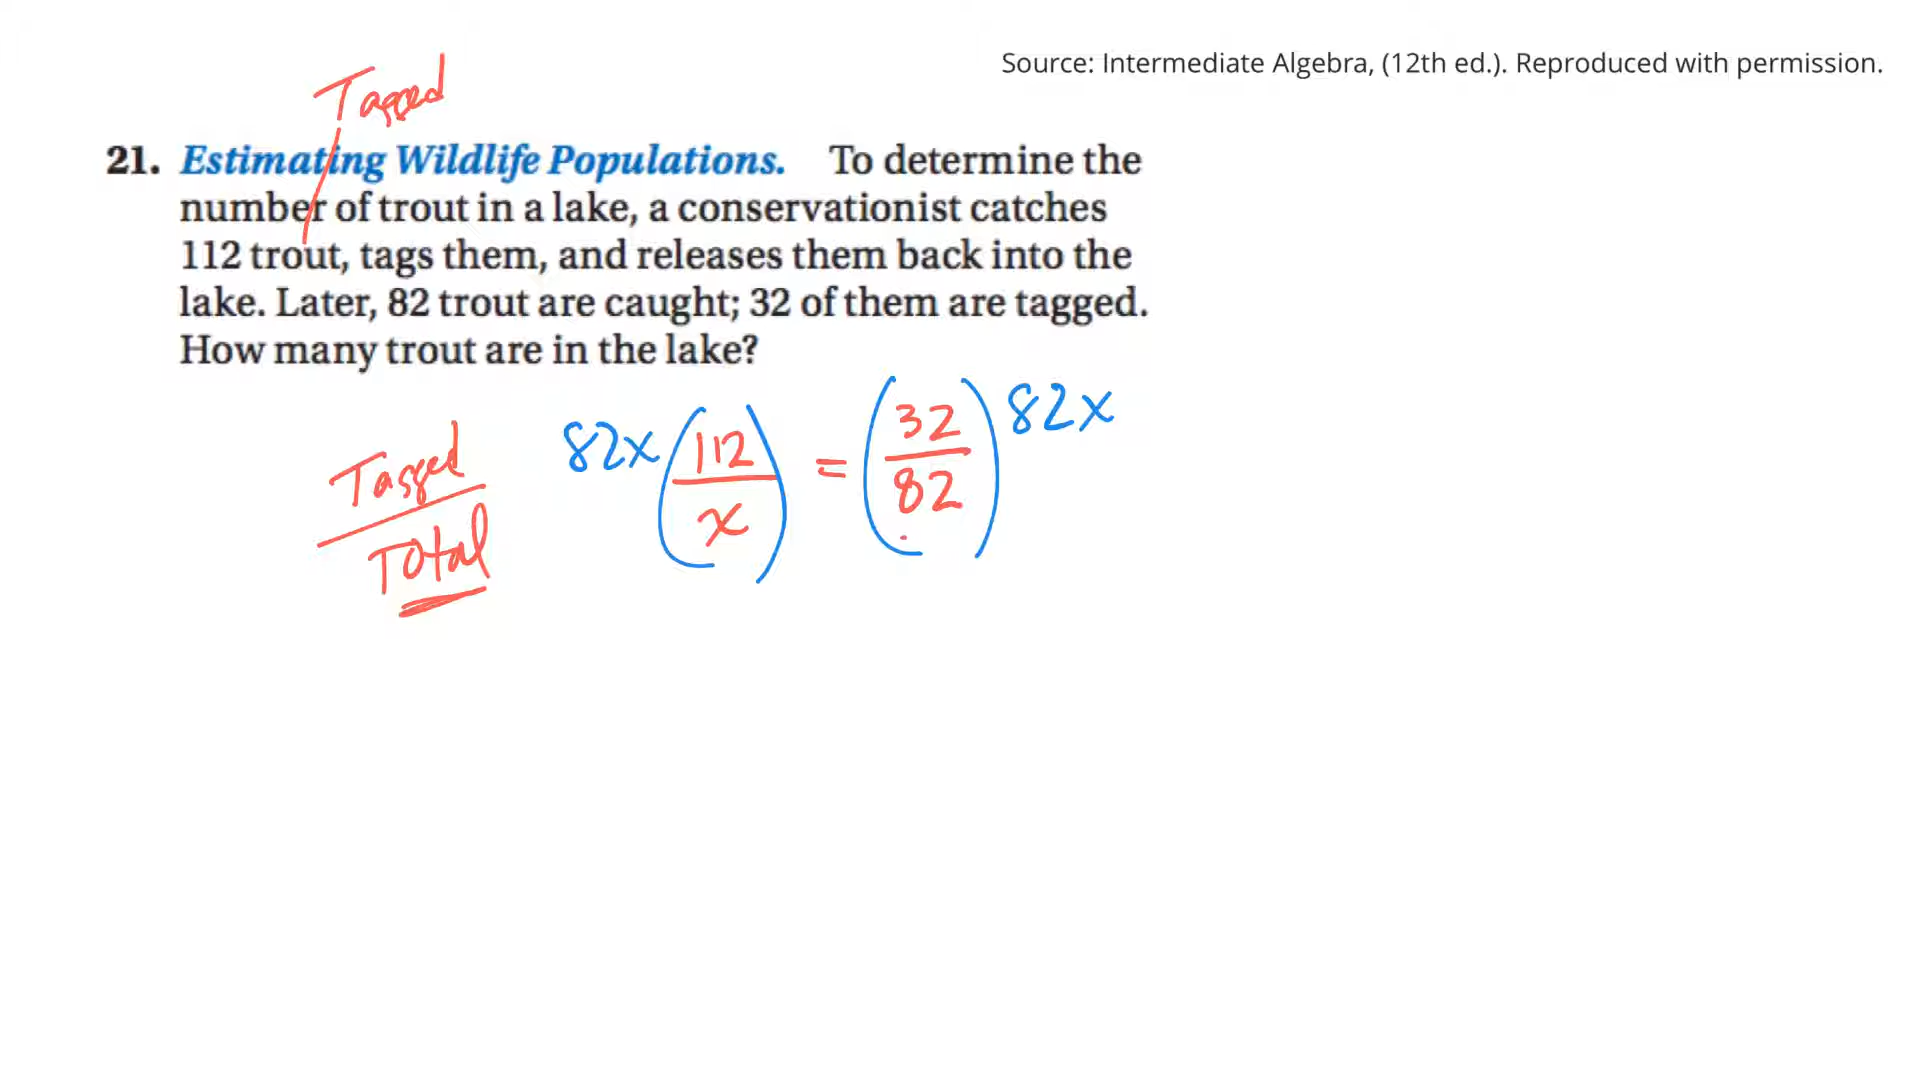 Source: Intermediate Algebra, (12th ed.). Reproduced with permission.
Tagged
21. Estimating Wildlife Populations. To determine the
number of trout in a lake, a conservationist catches
112 trout, tags them, and releases them back into the
lake. Later, 82 trout are caught; 32 of them are tagged.
How many trout are in the lake?
Tagged
Total
82x (112/x) = (32/82) 82x